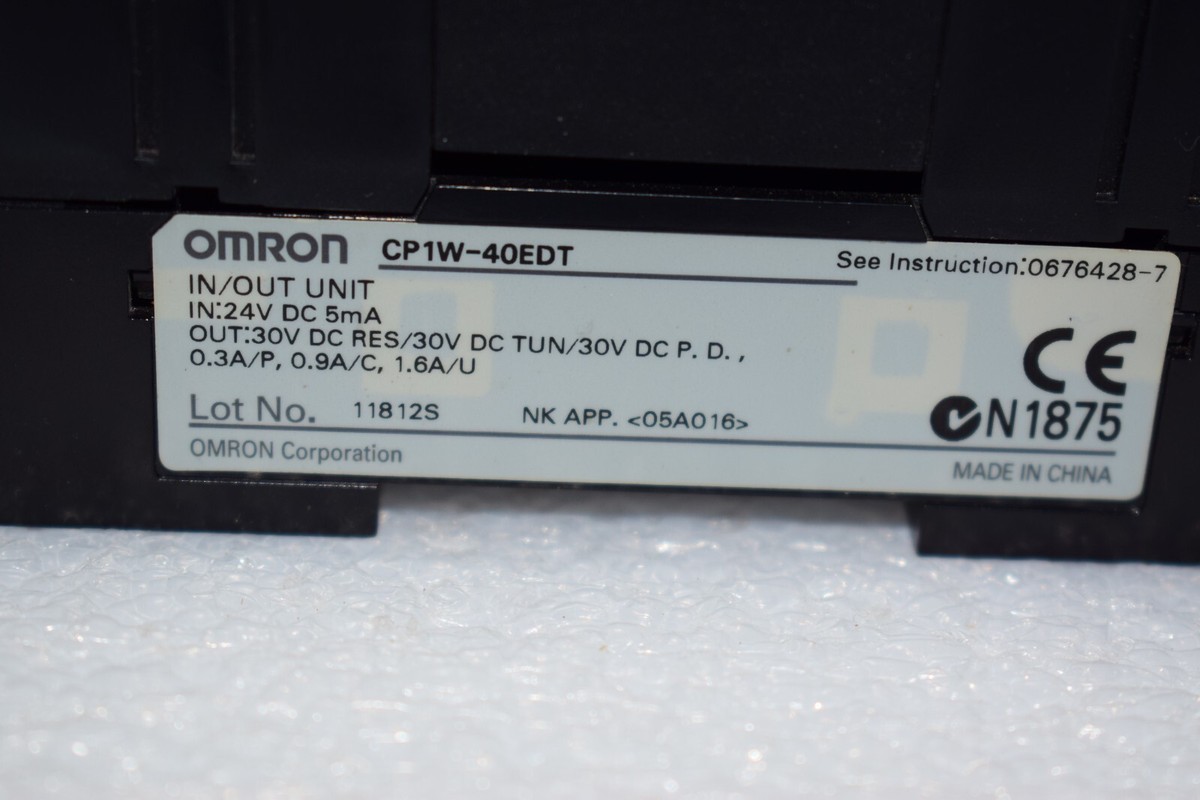 OMRON CP1W-40EDT See Instruction:0676428-7
IN/OUT UNIT
IN:24V DC 5mA
OUT:30V DC RES/30V DC TUN/30V DC P. D. ,
0.3A/P, 0.9A/C, 1.6A/U
CE
Lot No. 11812S NK APP. <05A016> N1875
OMRON Corporation MADE IN CHINA